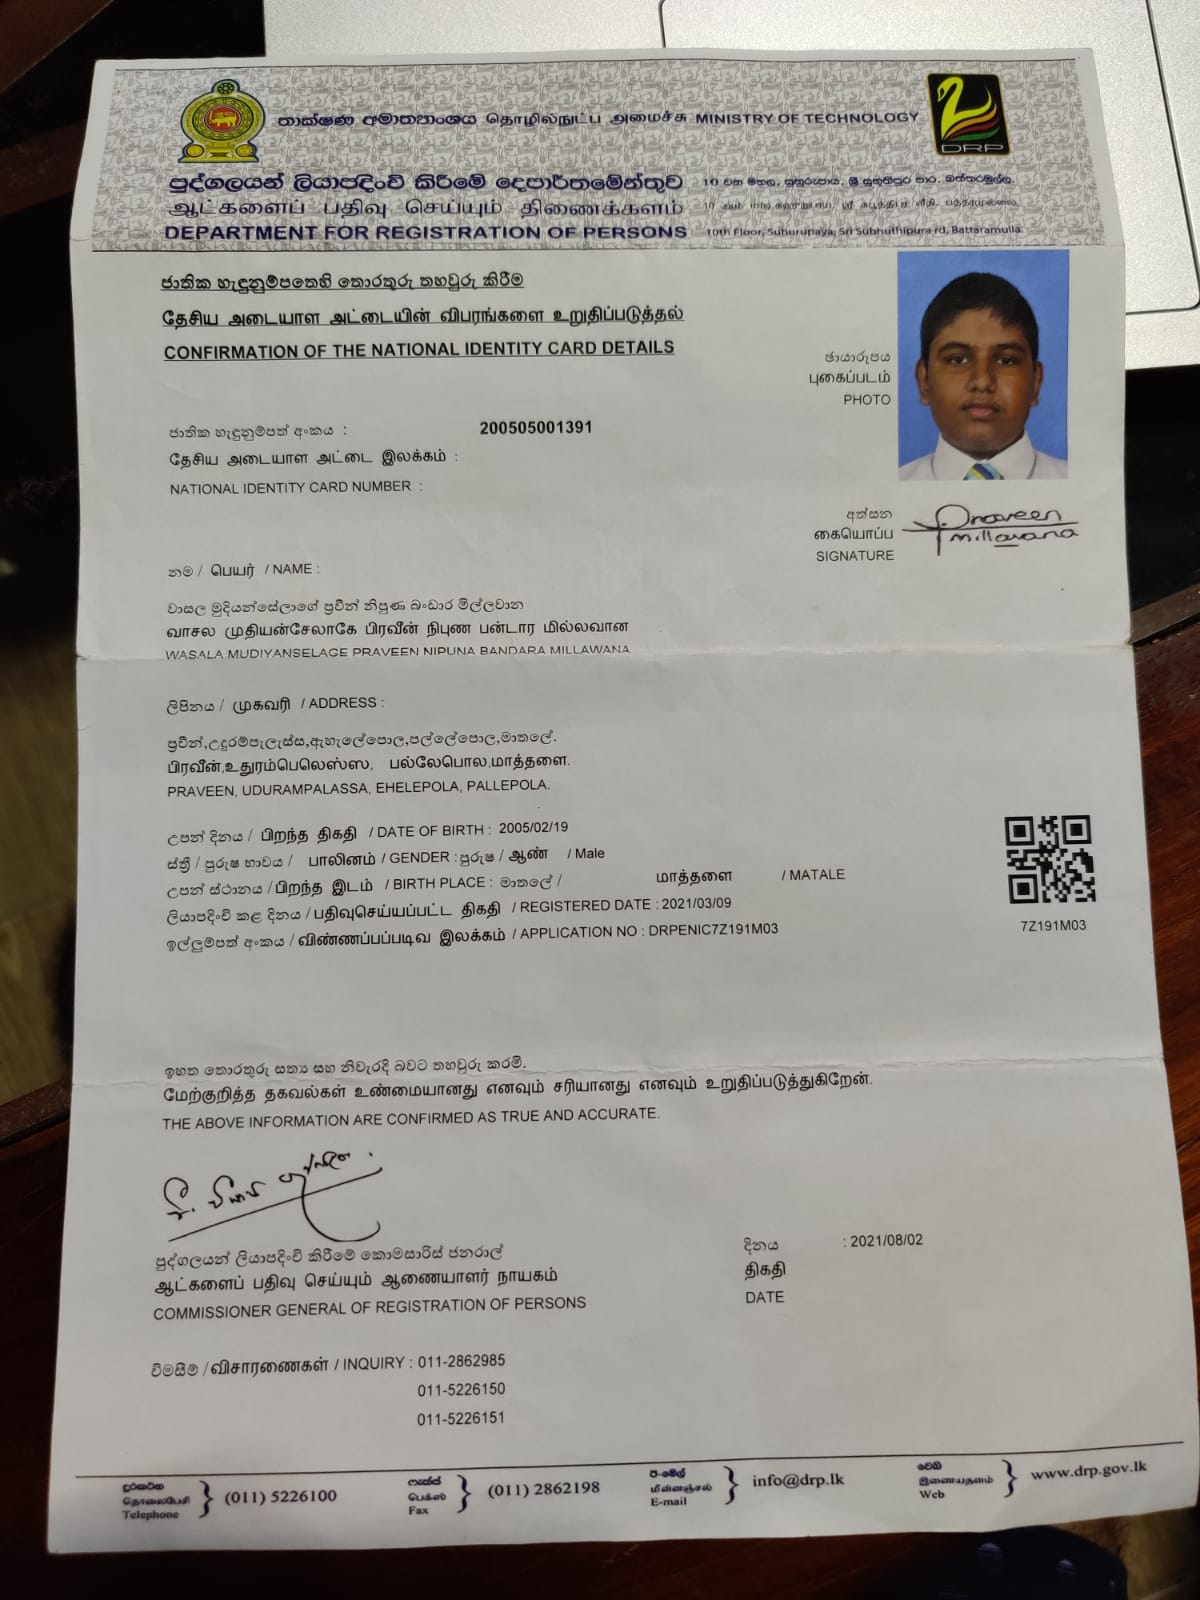 තාක්ෂණ අමාත්‍යාංශය தொழில்நுட்ப அமைச்சு MINISTRY OF TECHNOLOGY
DRP
පුද්ගලයන් ලියාපදිංචි කිරීමේ දෙපාර්තමේන්තුව
10 වන මහල, සුහුරුපාය, ශ්‍රී සුභූතිපුර පාර, බත්තරමුල්ල.
ஆட்களைப் பதிவு செய்யும் திணைக்களம்
DEPARTMENT FOR REGISTRATION OF PERSONS
10th Floor, Suhurupaya, Sri Subhuthipura rd, Battaramulla.
ජාතික හැඳුනුම්පතෙහි තොරතුරු තහවුරු කිරීම
தேசிய அடையாள அட்டையின் விபரங்களை உறுதிப்படுத்தல்
CONFIRMATION OF THE NATIONAL IDENTITY CARD DETAILS
ඡායාරූපය
புகைப்படம்
PHOTO
ජාතික හැඳුනුම්පත් අංකය : 200505001391
தேசிய அடையாள அட்டை இலக்கம் :
NATIONAL IDENTITY CARD NUMBER :
අත්සන
கையொப்ப
SIGNATURE
Praveen
Millawana
නම / பெயர் / NAME :
වාසල මුදියන්සේලාගේ ප්‍රවීන් නිපුණ බංඩාර මිල්ලවාන
வாசல முதியன்சேலாகே பிரவீன் நிபுண பன்டார மில்லவான
WASALA MUDIYANSELAGE PRAVEEN NIPUNA BANDARA MILLAWANA
ලිපිනය / முகவரி / ADDRESS :
ප්‍රවීන්,උදුරම්පැලැස්ස,ඇහැලේපොල,පල්ලේපොල,මාතලේ.
பிரவீன்,உதுரம்பெலெஸ்ஸ, பல்லேபொல,மாத்தளை.
PRAVEEN, UDURAMPALASSA, EHELEPOLA, PALLEPOLA.
උපන් දිනය / பிறந்த திகதி / DATE OF BIRTH : 2005/02/19
ස්ත්‍රී / පුරුෂ භාවය / பாலினம் / GENDER : පුරුෂ / ஆண் / Male
උපන් ස්ථානය / பிறந்த இடம் / BIRTH PLACE : මාතලේ / மாத்தளை / MATALE
ලියාපදිංචි කළ දිනය / பதிவுசெய்யப்பட்ட திகதி / REGISTERED DATE : 2021/03/09
ඉල්ලුම්පත් අංකය / விண்ணப்பப்படிவ இலக்கம் / APPLICATION NO : DRPENIC7Z191M03
7Z191M03
ඉහත තොරතුරු සත්‍ය සහ නිවැරදි බවට තහවුරු කරමි.
மேற்குறித்த தகவல்கள் உண்மையானது எனவும் சரியானது எனவும் உறுதிப்படுத்துகிறேன்.
THE ABOVE INFORMATION ARE CONFIRMED AS TRUE AND ACCURATE.
පුද්ගලයන් ලියාපදිංචි කිරීමේ කොමසාරිස් ජනරාල්
ஆட்களைப் பதிவு செய்யும் ஆணையாளர் நாயகம்
COMMISSIONER GENERAL OF REGISTRATION OF PERSONS
දිනය : 2021/08/02
திகதி
DATE
විමසීම් / விசாரணைகள் / INQUIRY : 011-2862985
011-5226150
011-5226151
දුරකථන
தொலைபேசி
Telephone
(011) 5226100
ෆැක්ස්
பெக்ஸ்
Fax
(011) 2862198
ඊ-මේල්
மின்னஞ்சல்
E-mail
info@drp.lk
වෙබ්
இணையதளம்
Web
www.drp.gov.lk